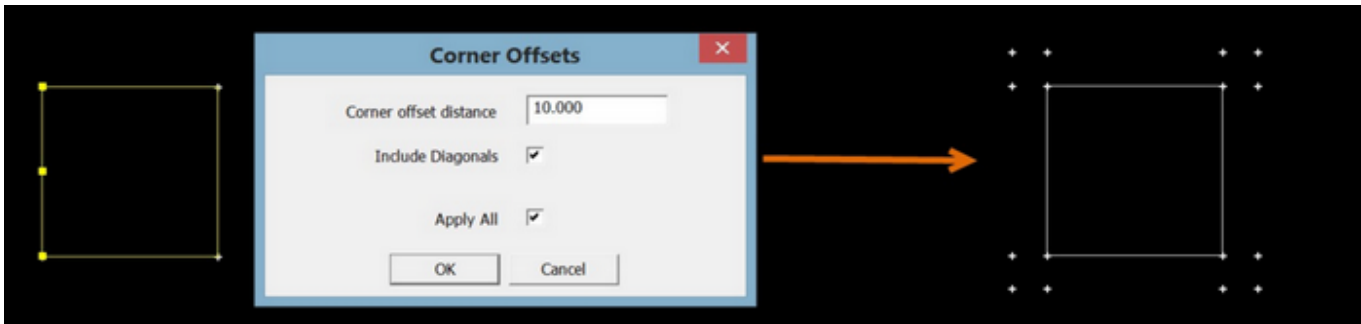 Corner Offsets
Corner offset distance 10.000
Include Diagonals
Apply All
OK Cancel